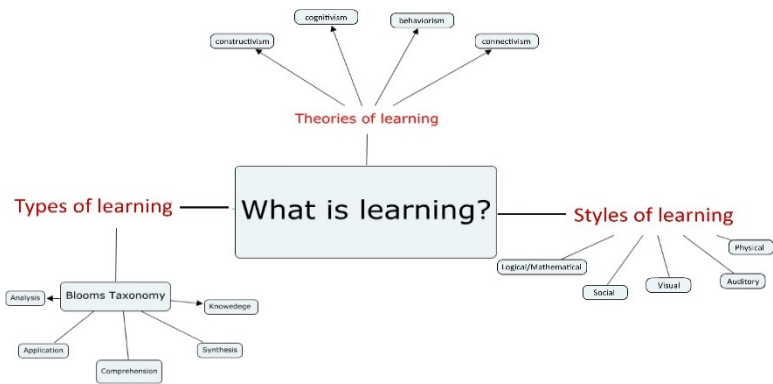 cognitivism
behaviorism
constructivism
connectivism
Theories of learning
What is learning?
Types of learning
Styles of learning
Physical
Logical/Mathematical
Auditory
Visual
Social
Blooms Taxonomy
Analysis
Knowedege
Application
Synthesis
Comprehension